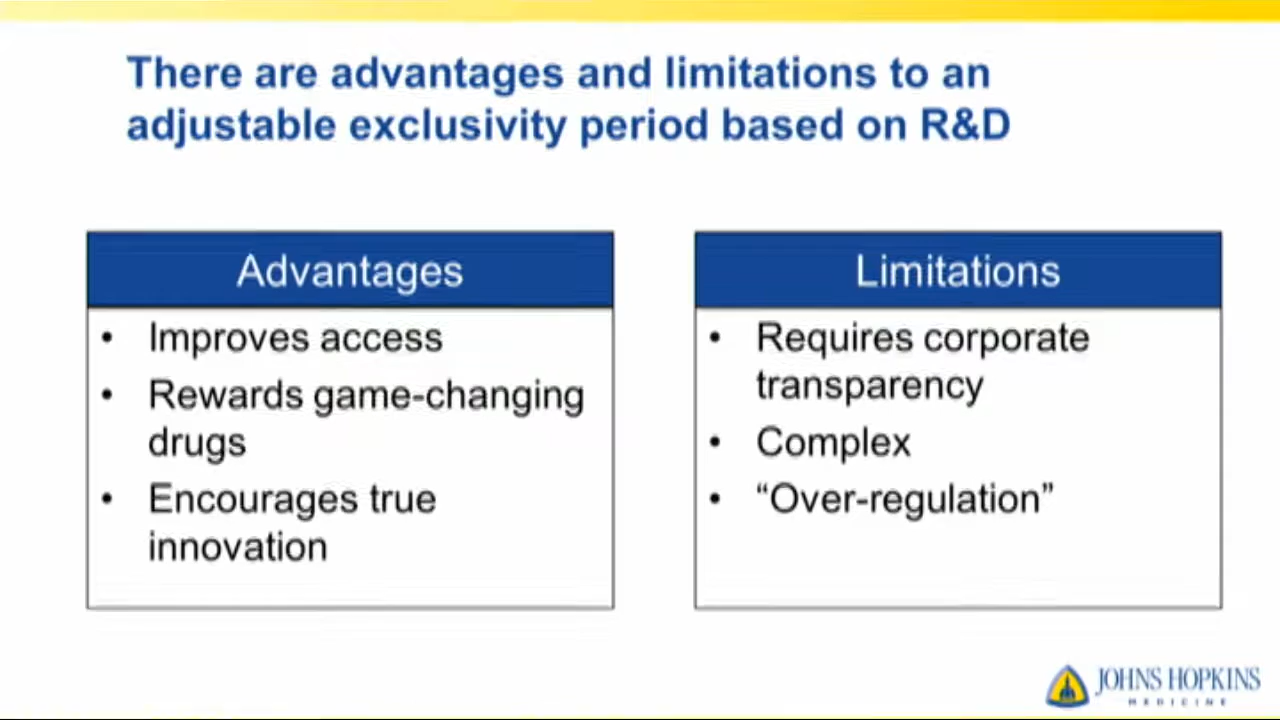 There are advantages and limitations to an
adjustable exclusivity period based on R&D
Advantages
• Improves access
• Rewards game-changing
drugs
• Encourages true
innovation
Limitations
• Requires corporate
transparency
• Complex
• “Over-regulation”
JOHNS HOPKINS
MEDICINE